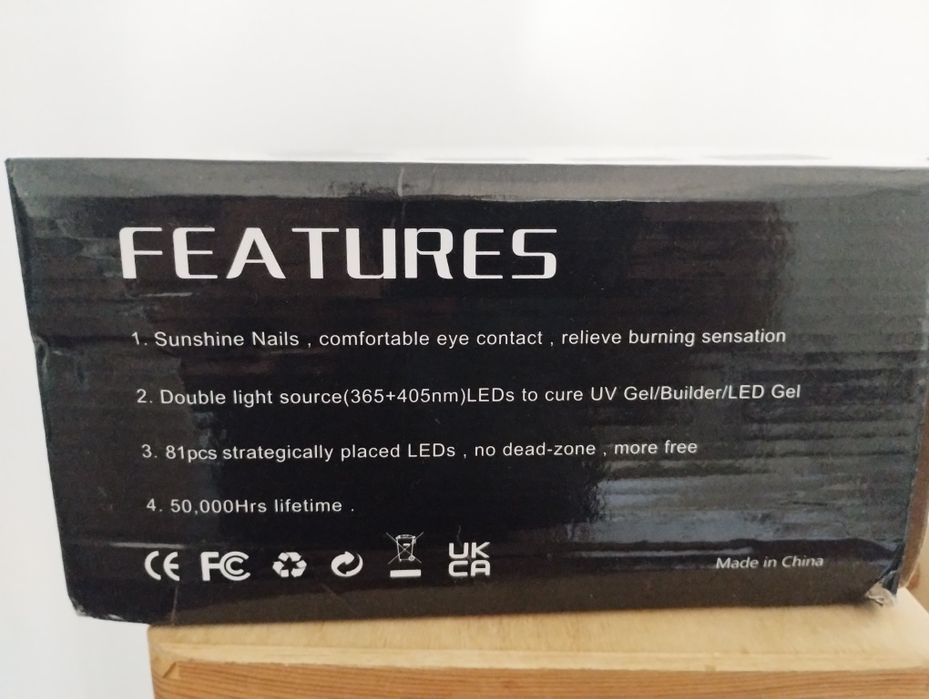 FEATURES
1. Sunshine Nails , comfortable eye contact , relieve burning sensation
2. Double light source(365+405nm)LEDs to cure UV Gel/Builder/LED Gel
3. 81pcs strategically placed LEDs , no dead-zone , more free
4. 50,000Hrs lifetime .
CE FC UK
CA
Made in China